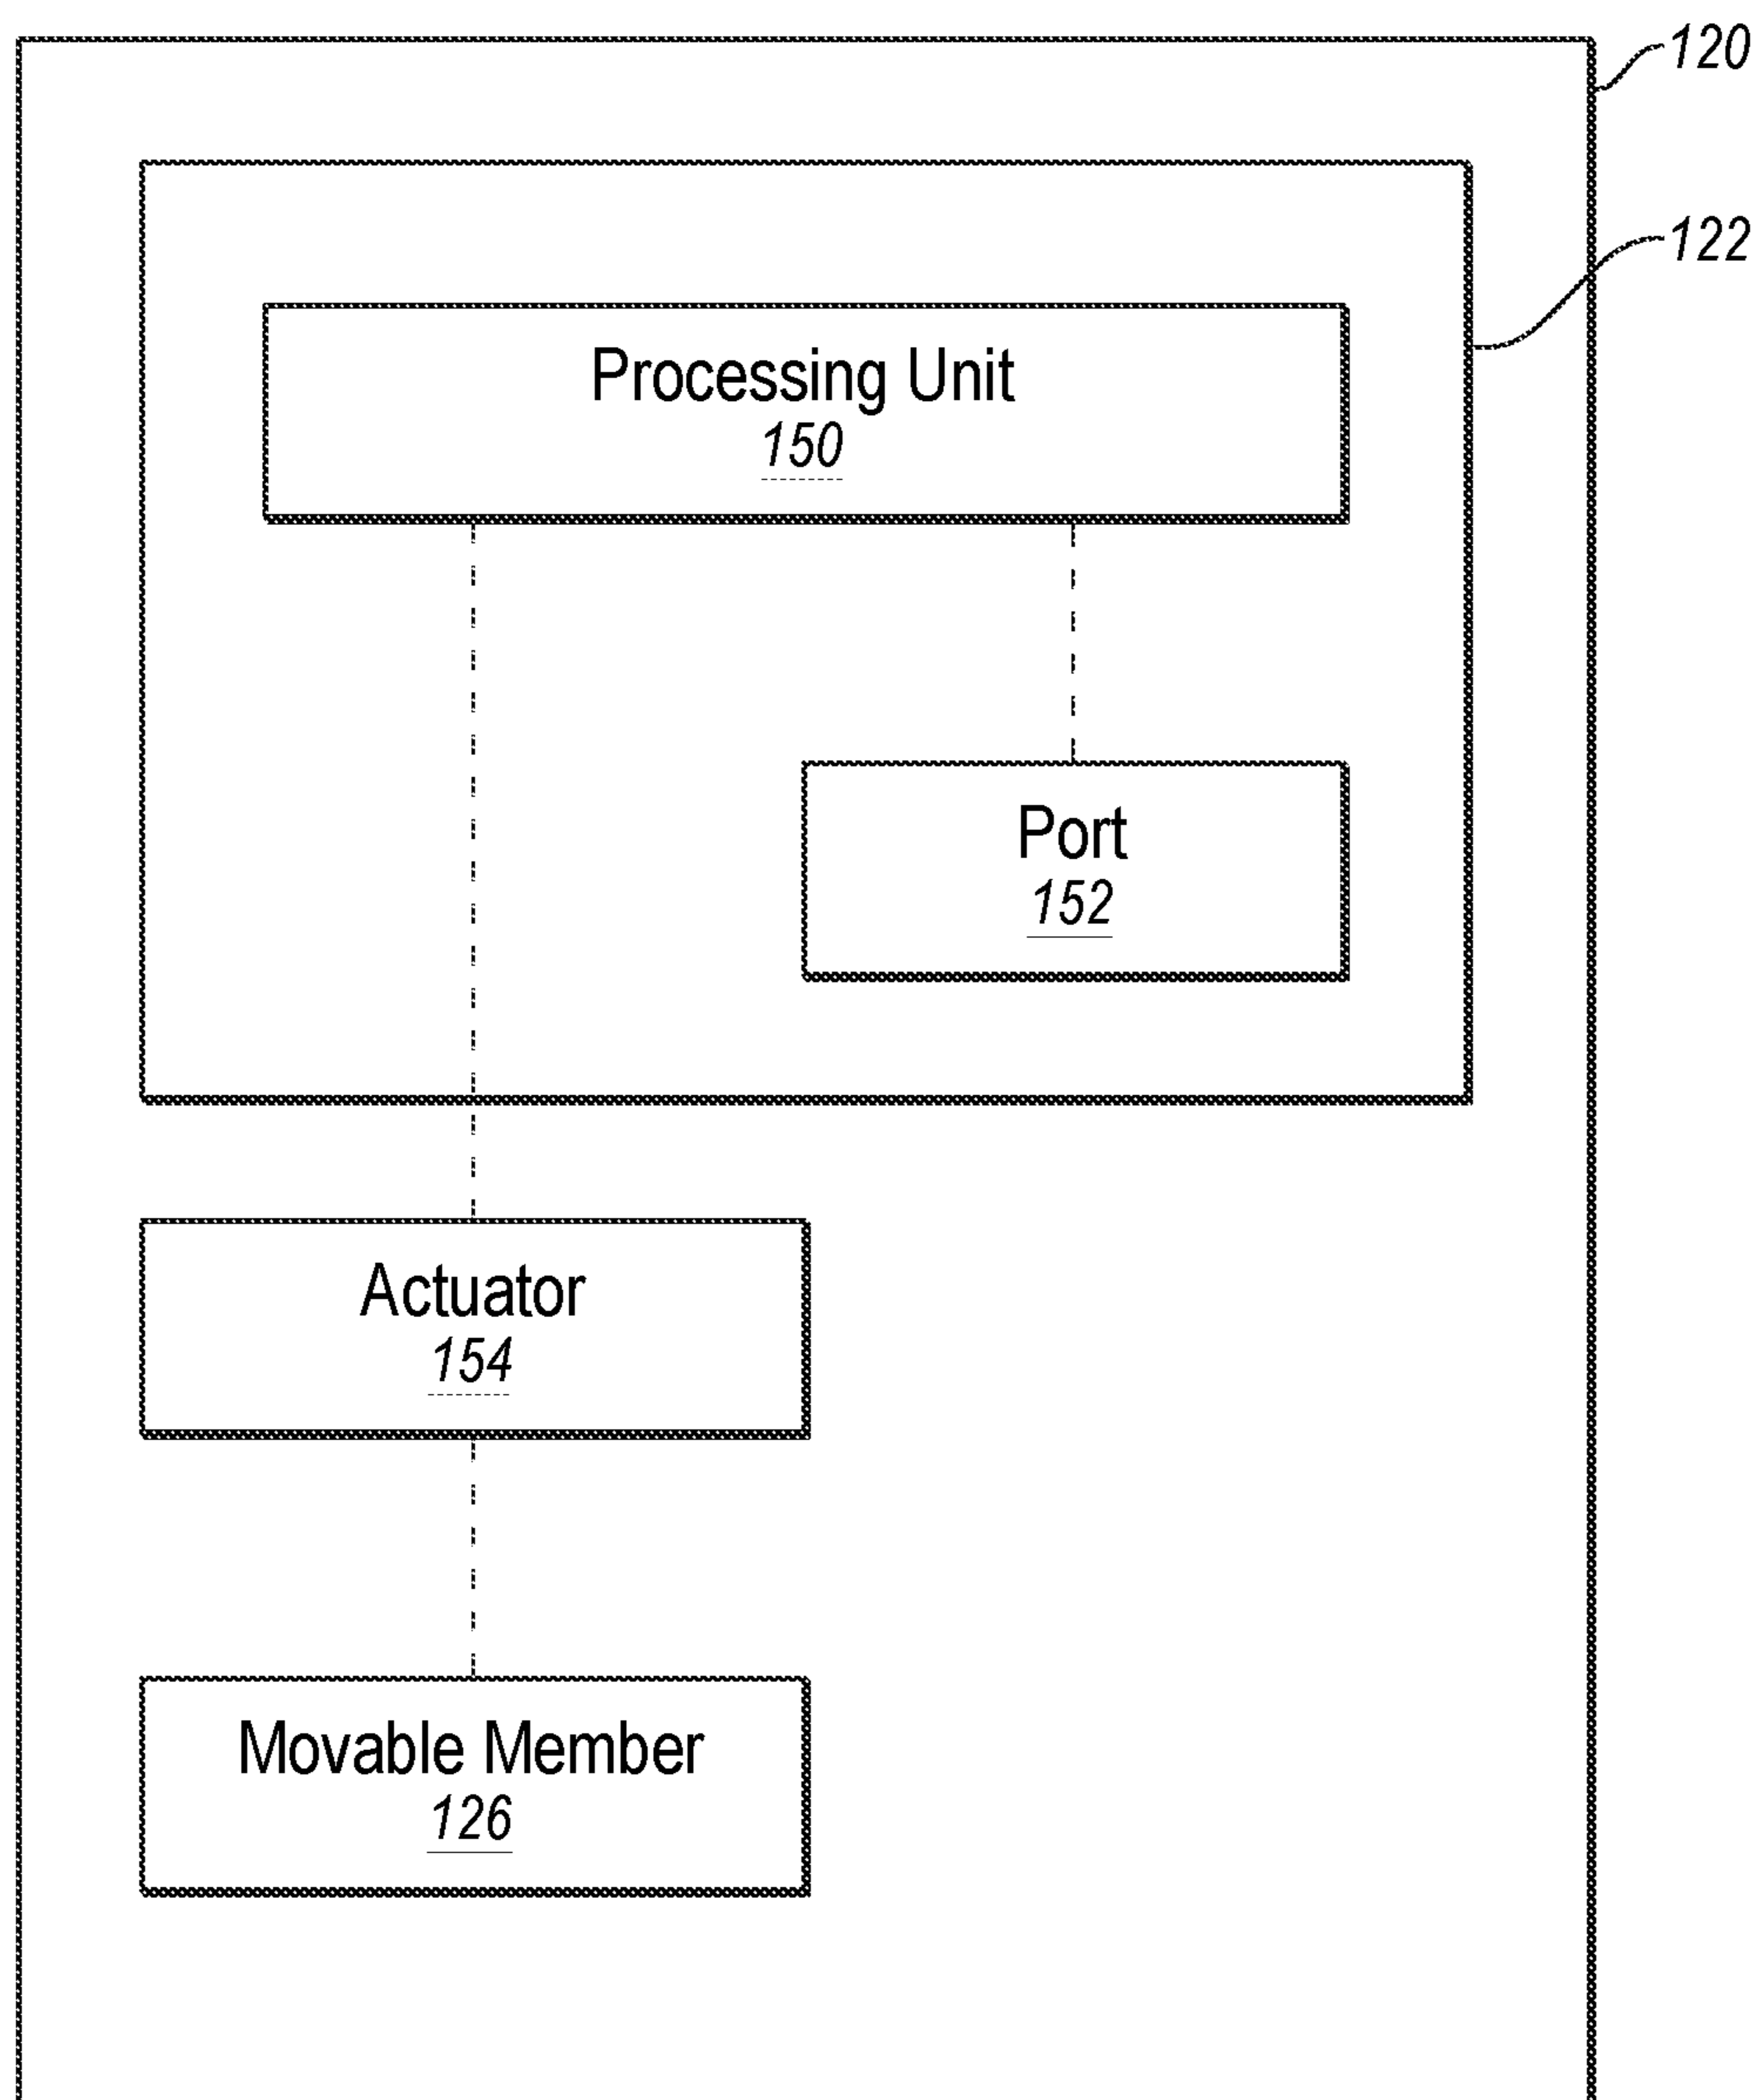 120
122
Processing Unit
150
Port
152
Actuator
154
Movable Member
126